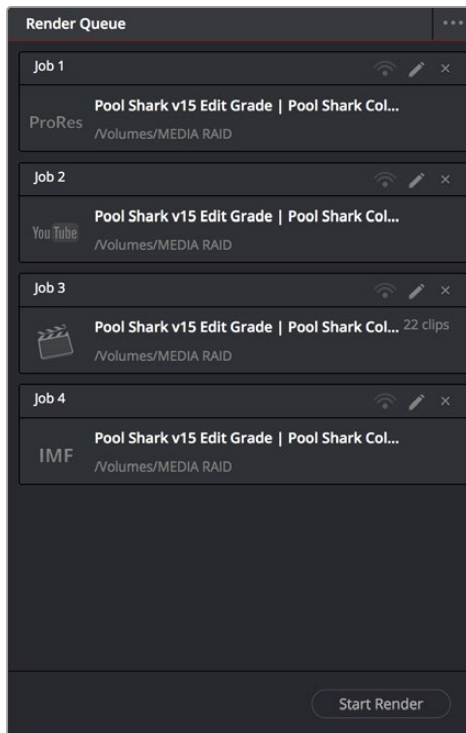 Render Queue
Job 1
ProRes
Pool Shark v15 Edit Grade | Pool Shark Col...
/Volumes/MEDIA RAID
Job 2
You Tube
Pool Shark v15 Edit Grade | Pool Shark Col...
/Volumes/MEDIA RAID
Job 3
Pool Shark v15 Edit Grade | Pool Shark Col... 22 clips
/Volumes/MEDIA RAID
Job 4
IMF
Pool Shark v15 Edit Grade | Pool Shark Col...
/Volumes/MEDIA RAID
Start Render